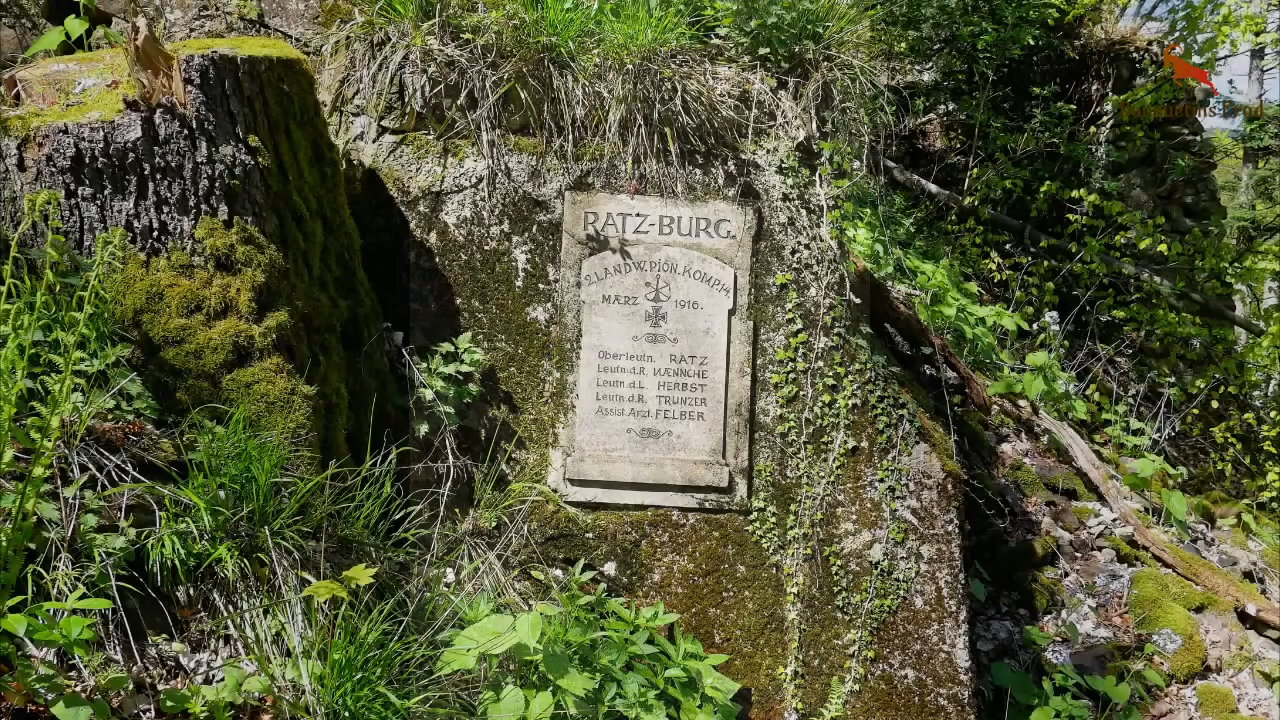 RATZ-BURG.
2.LANDW.PION.KOMP.14.
MÆRZ 1916.
Oberleutn. RATZ
Leutn.d.R. WÆNNCHE
Leutn.d.L. HERBST
Leutn.d.R. TRUNZER
Assist.Arzt.FELBER